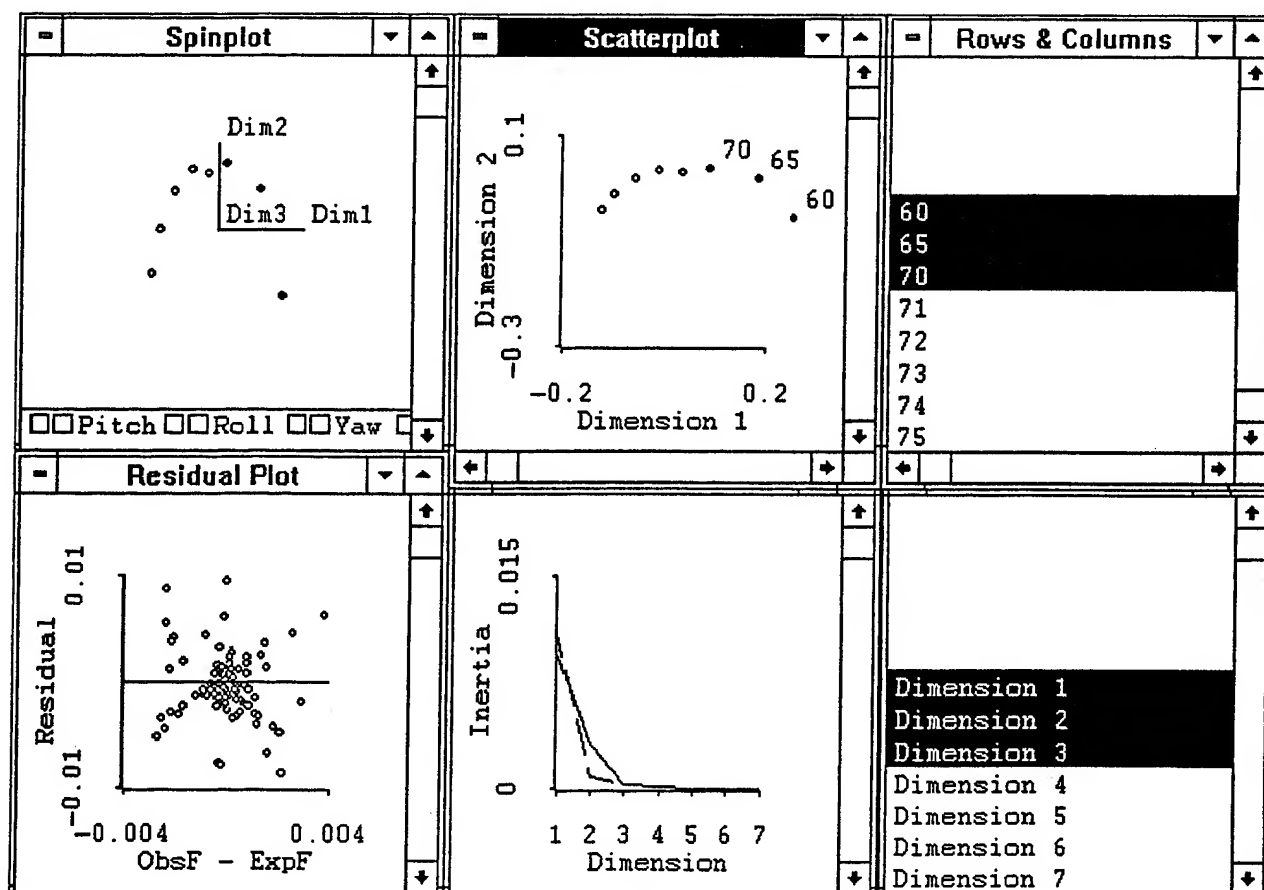 Spinplot
Dim2
Dim3 Dim1
Pitch Roll Yaw
Scatterplot
0.1
Dimension 2
-0.3
70
65
60
-0.2 0.2
Dimension 1
Rows & Columns
60
65
70
71
72
73
74
75
Residual Plot
0.01
Residual
-0.01
-0.004 0.004
ObsF - ExpF
0.015
Inertia
0
1 2 3 4 5 6 7
Dimension
Dimension 1
Dimension 2
Dimension 3
Dimension 4
Dimension 5
Dimension 6
Dimension 7